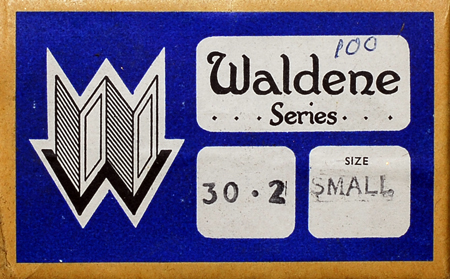 100
Waldene
. . . Series. . .
30 . 2
SIZE
SMALL